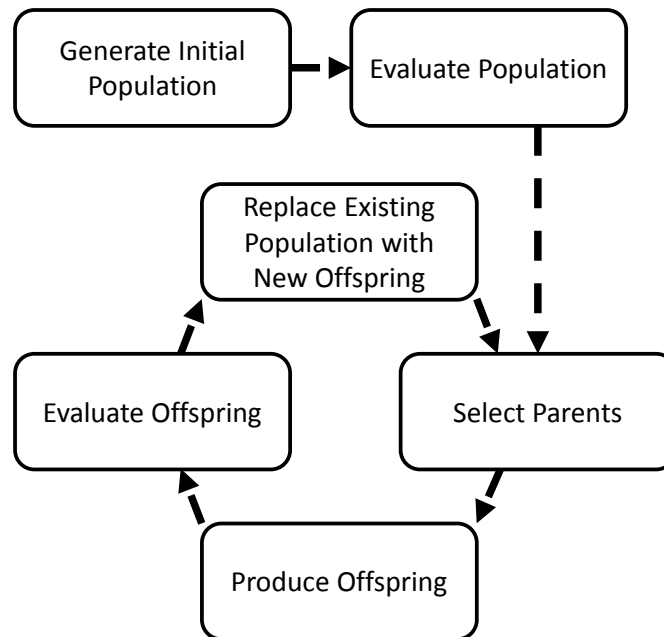 Generate Initial
Population
Evaluate Population
Replace Existing
Population with
New Offspring
Evaluate Offspring
Select Parents
Produce Offspring